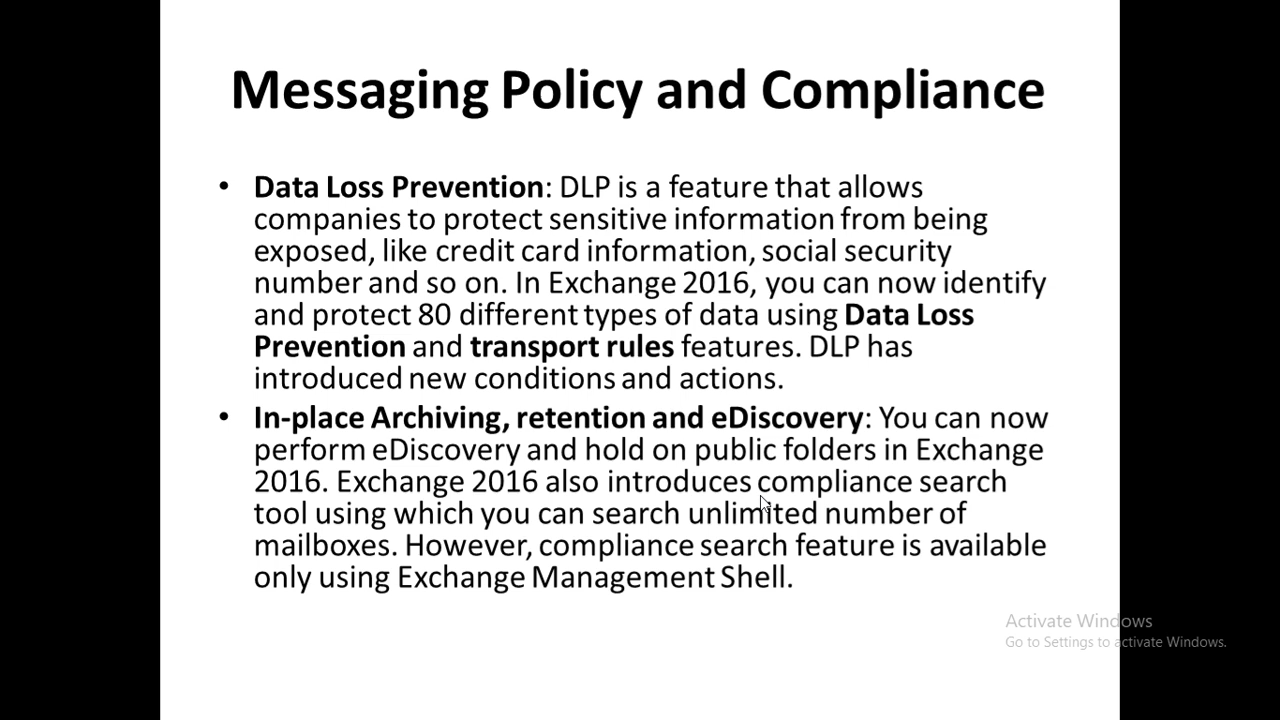 Messaging Policy and Compliance
• Data Loss Prevention: DLP is a feature that allows
companies to protect sensitive information from being
exposed, like credit card information, social security
number and so on. In Exchange 2016, you can now identify
and protect 80 different types of data using Data Loss
Prevention and transport rules features. DLP has
introduced new conditions and actions.
• In-place Archiving, retention and eDiscovery: You can now
perform eDiscovery and hold on public folders in Exchange
2016. Exchange 2016 also introduces compliance search
tool using which you can search unlimited number of
mailboxes. However, compliance search feature is available
only using Exchange Management Shell.
Activate Windows
Go to Settings to activate Windows.